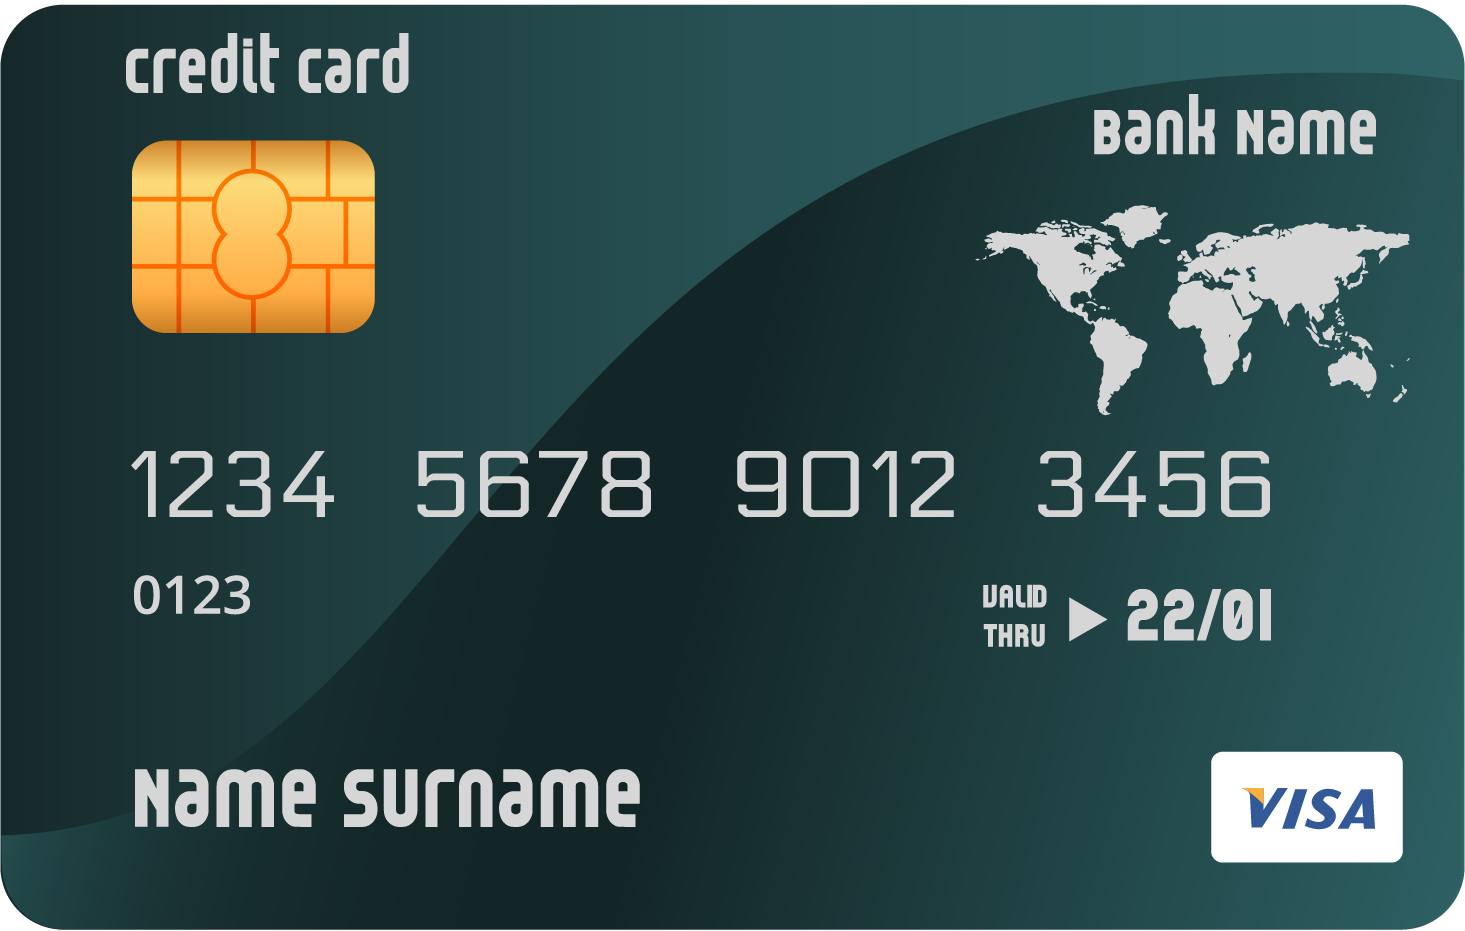 credit card
Bank Name
1234 5678 9012 3456
0123
VALID
THRU
22/01
Name Surname
VISA